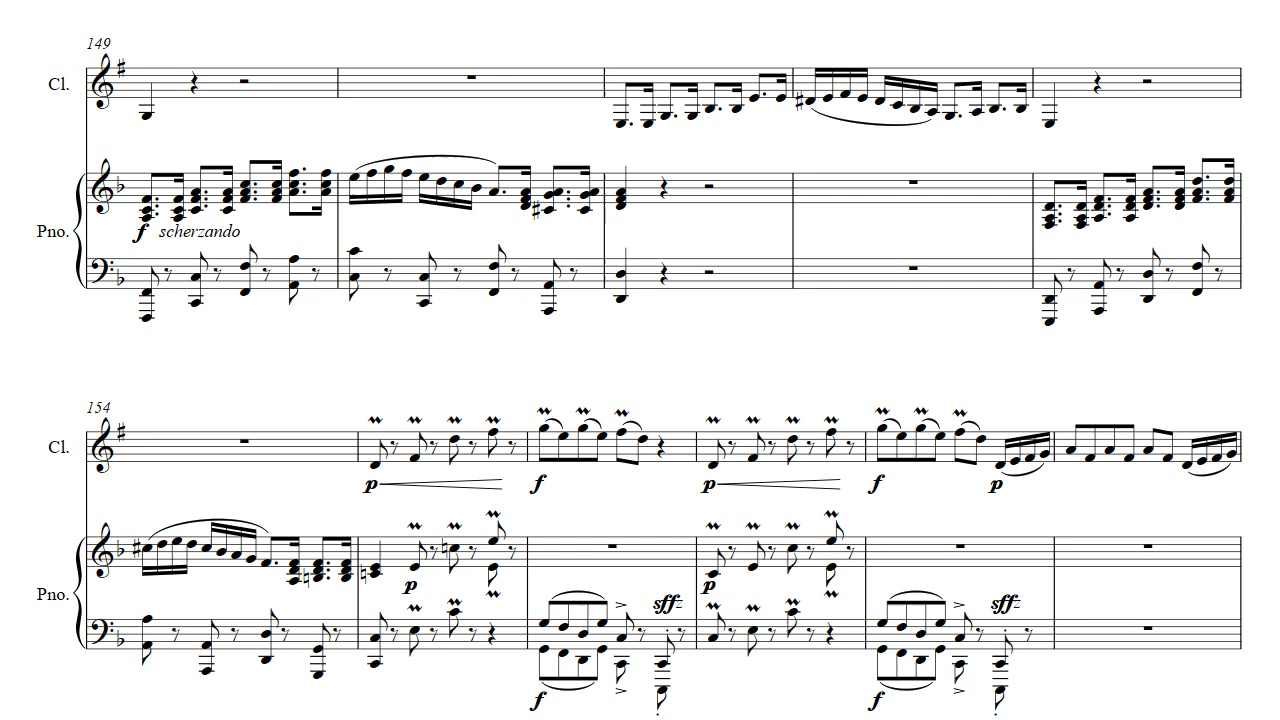 149
Cl.
Pno.
f scherzando
154
Cl.
p f p f p
Pno.
p p
sffz sffz
f f